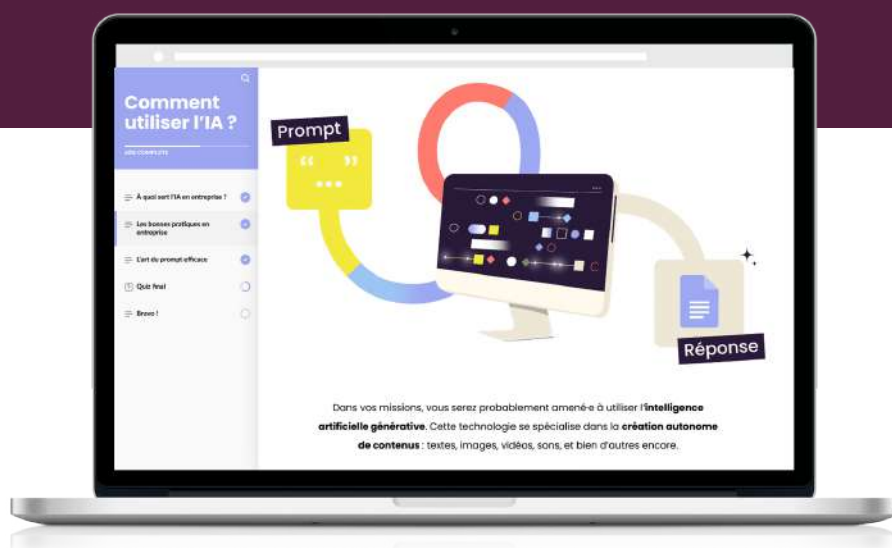 Comment
utiliser l'IA ?
À quoi sert l'IA en entreprise ?
Les bonnes pratiques en
entreprise
L'art du prompt efficace
Quiz final
Bravo !
Prompt
Réponse
Dans vos missions, vous serez probablement amené·e à utiliser l'intelligence
artificielle générative. Cette technologie se spécialise dans la création autonome
de contenus : textes, images, vidéos, sons, et bien d'autres encore.